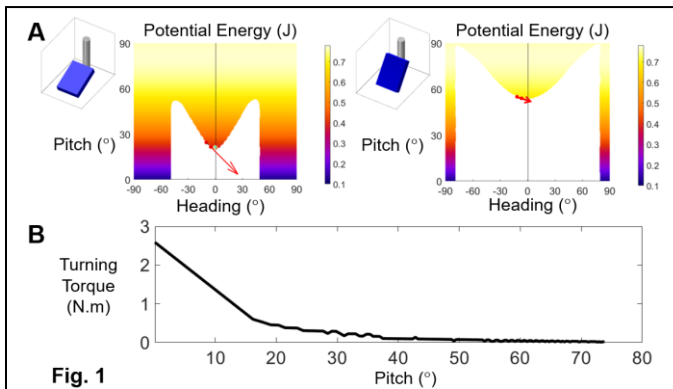 A
Potential Energy (J)
Potential Energy (J)
90
60
30
0
Pitch (°)
-90 -60 -30 0 30 60 90
Heading (°)
0.7
0.6
0.5
0.4
0.3
0.2
0.1
90
60
30
0
Pitch (°)
-90 -60 -30 0 30 60 90
Heading (°)
0.7
0.6
0.5
0.4
0.3
0.2
0.1
B
Turning
Torque
(N.m)
3
2
1
0
10 20 30 40 50 60 70 80
Pitch (°)
Fig. 1